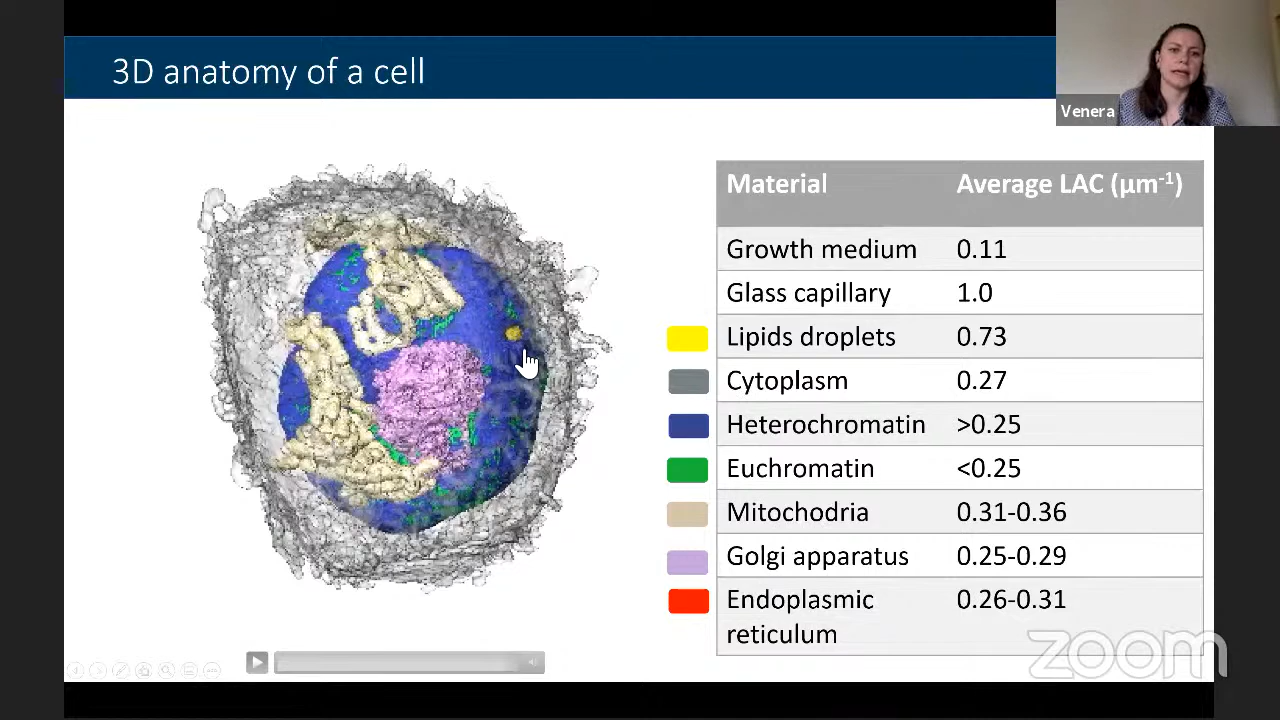 3D anatomy of a cell
Venera
Material Average LAC (µm⁻¹)
Growth medium 0.11
Glass capillary 1.0
Lipids droplets 0.73
Cytoplasm 0.27
Heterochromatin >0.25
Euchromatin <0.25
Mitochodria 0.31-0.36
Golgi apparatus 0.25-0.29
Endoplasmic 0.26-0.31
reticulum
zoom